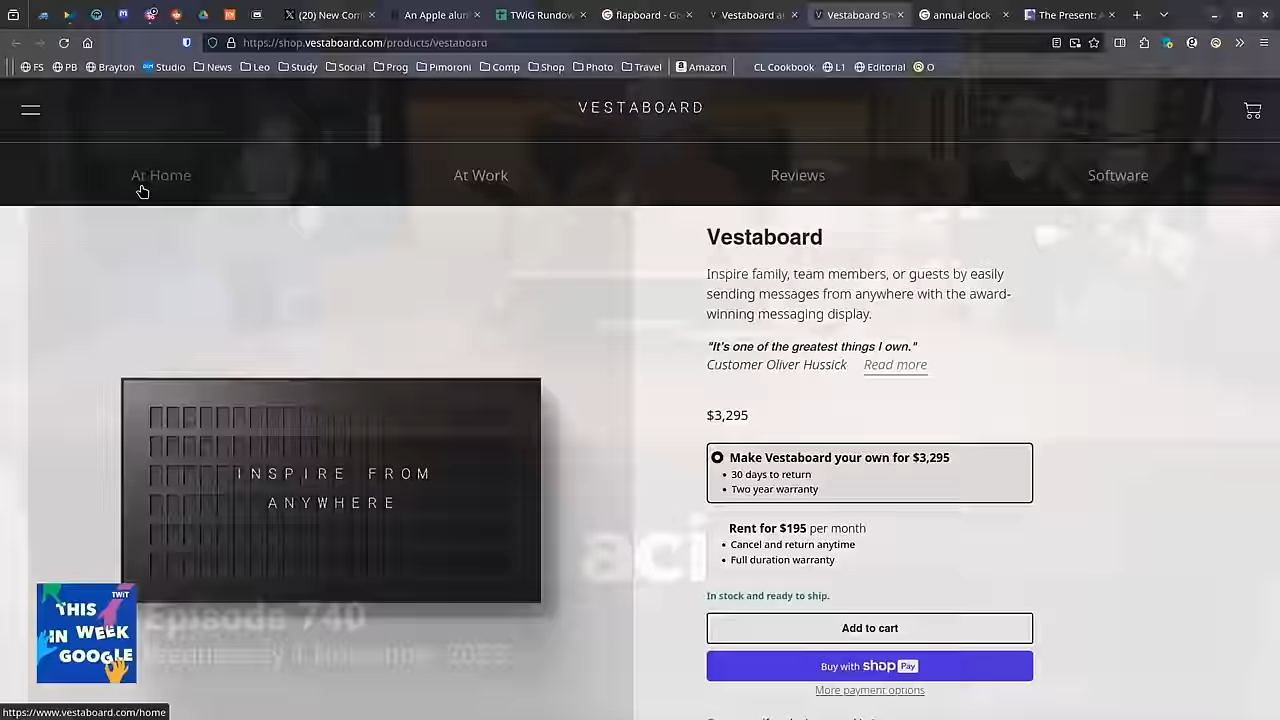 (20) New Com
An Apple alun
TWiG Rundow
flapboard - Go
Vestaboard a
Vestaboard Sr
annual clock
The Present: A
https://shop.vestaboard.com/products/vestaboard
FS PB Brayton Studio News Leo Study Social Prog Pimoroni Comp Shop Photo Travel Amazon CL Cookbook L1 Editorial O
VESTABOARD
At Home
At Work
Reviews
Software
Vestaboard
Inspire family, team members, or guests by easily
sending messages from anywhere with the award-
winning messaging display.
"It's one of the greatest things I own."
Customer Oliver Hussick Read more
$3,295
Make Vestaboard your own for $3,295
• 30 days to return
• Two year warranty
Rent for $195 per month
• Cancel and return anytime
• Full duration warranty
In stock and ready to ship.
Add to cart
Buy with shop Pay
More payment options
INSPIRE FROM
ANYWHERE
aci
TWiT
THIS
IN WEEK
GOOGLE
Episode 740
https://www.vestaboard.com/home